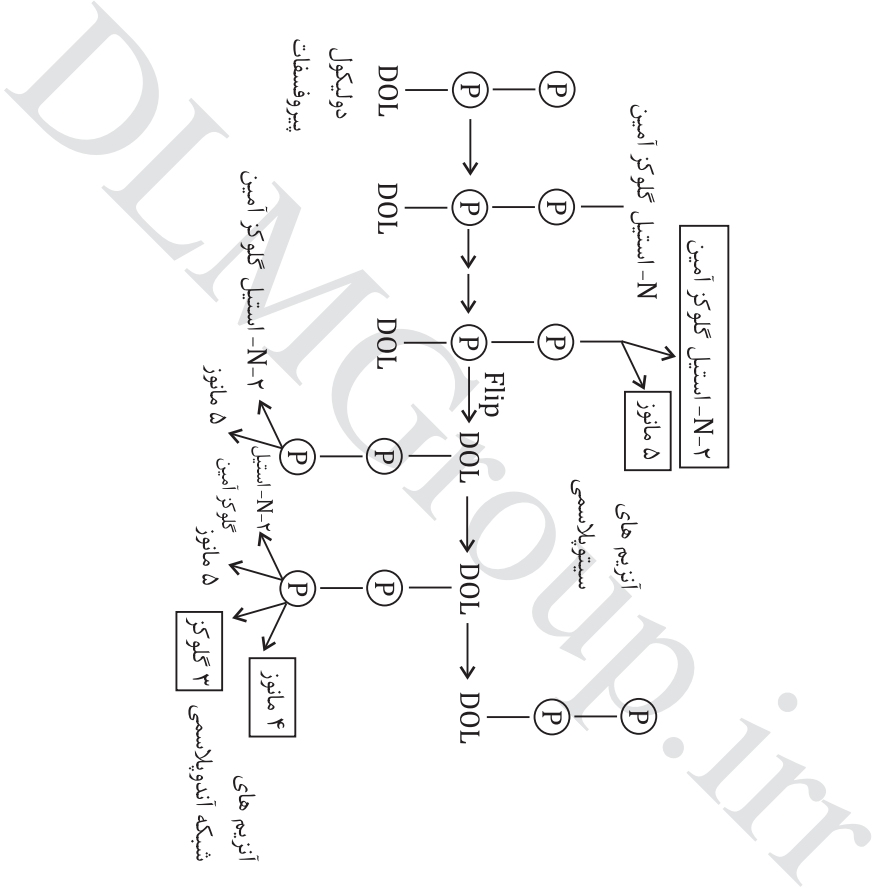 DOL P P
دولیکول
پیروفسفات
DOL P P
N- استیل گلوکز آمین
DOL P P
۲-N- استیل گلوکز آمین
۵ مانوز
Flip
DOL P P
۲-N- استیل گلوکز آمین
۵ مانوز
آنزیم های
سیتوپلاسمی
DOL P P
۲-N- استیل
گلوکز آمین
۵ مانوز
۳ گلوکز
۴ مانوز
آنزیم های
شبکه آندوپلاسمی
DOL P P
DLMGroup.irr